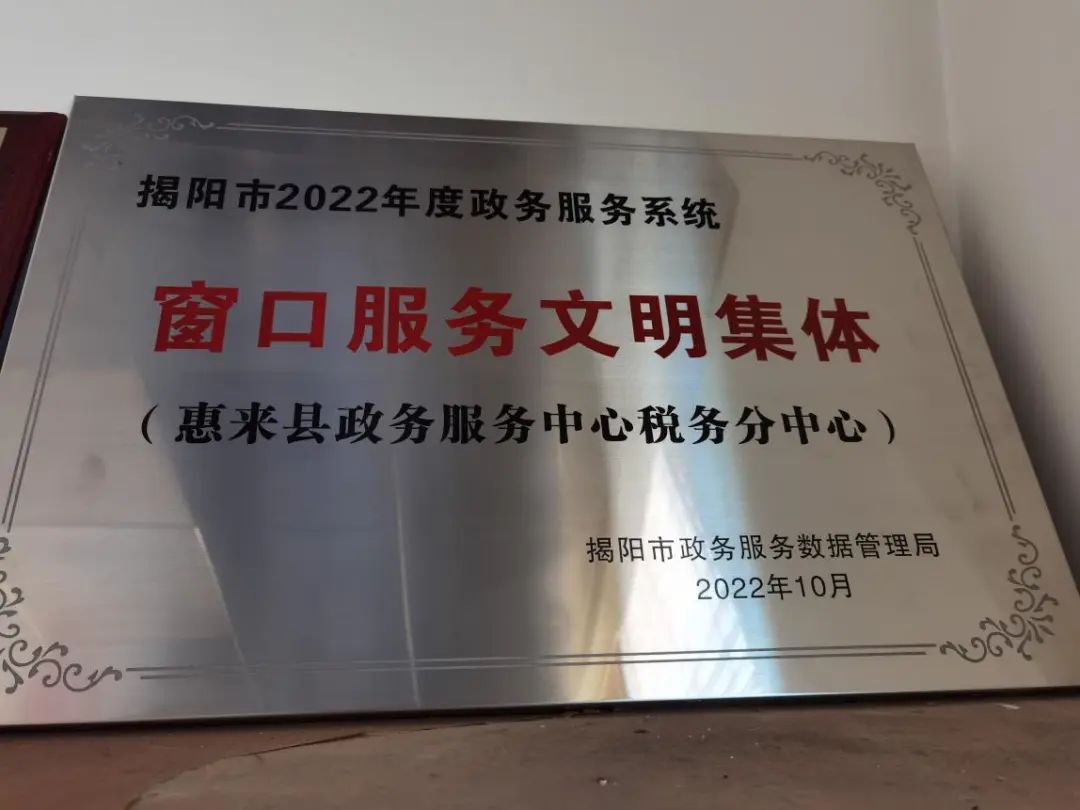 揭阳市2022年度政务服务系统
窗口服务文明集体
（惠来县政务服务中心税务分中心）
揭阳市政务服务数据管理局
2022年10月